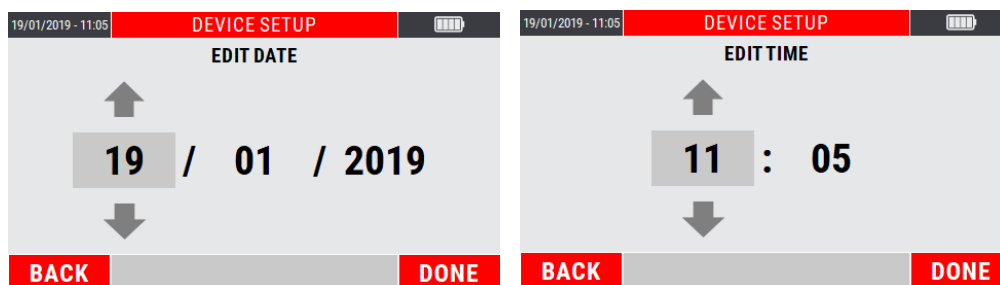 19/01/2019 - 11:05 DEVICE SETUP
EDIT DATE
19 / 01 / 2019
BACK DONE
19/01/2019 - 11:05 DEVICE SETUP
EDIT TIME
11 : 05
BACK DONE